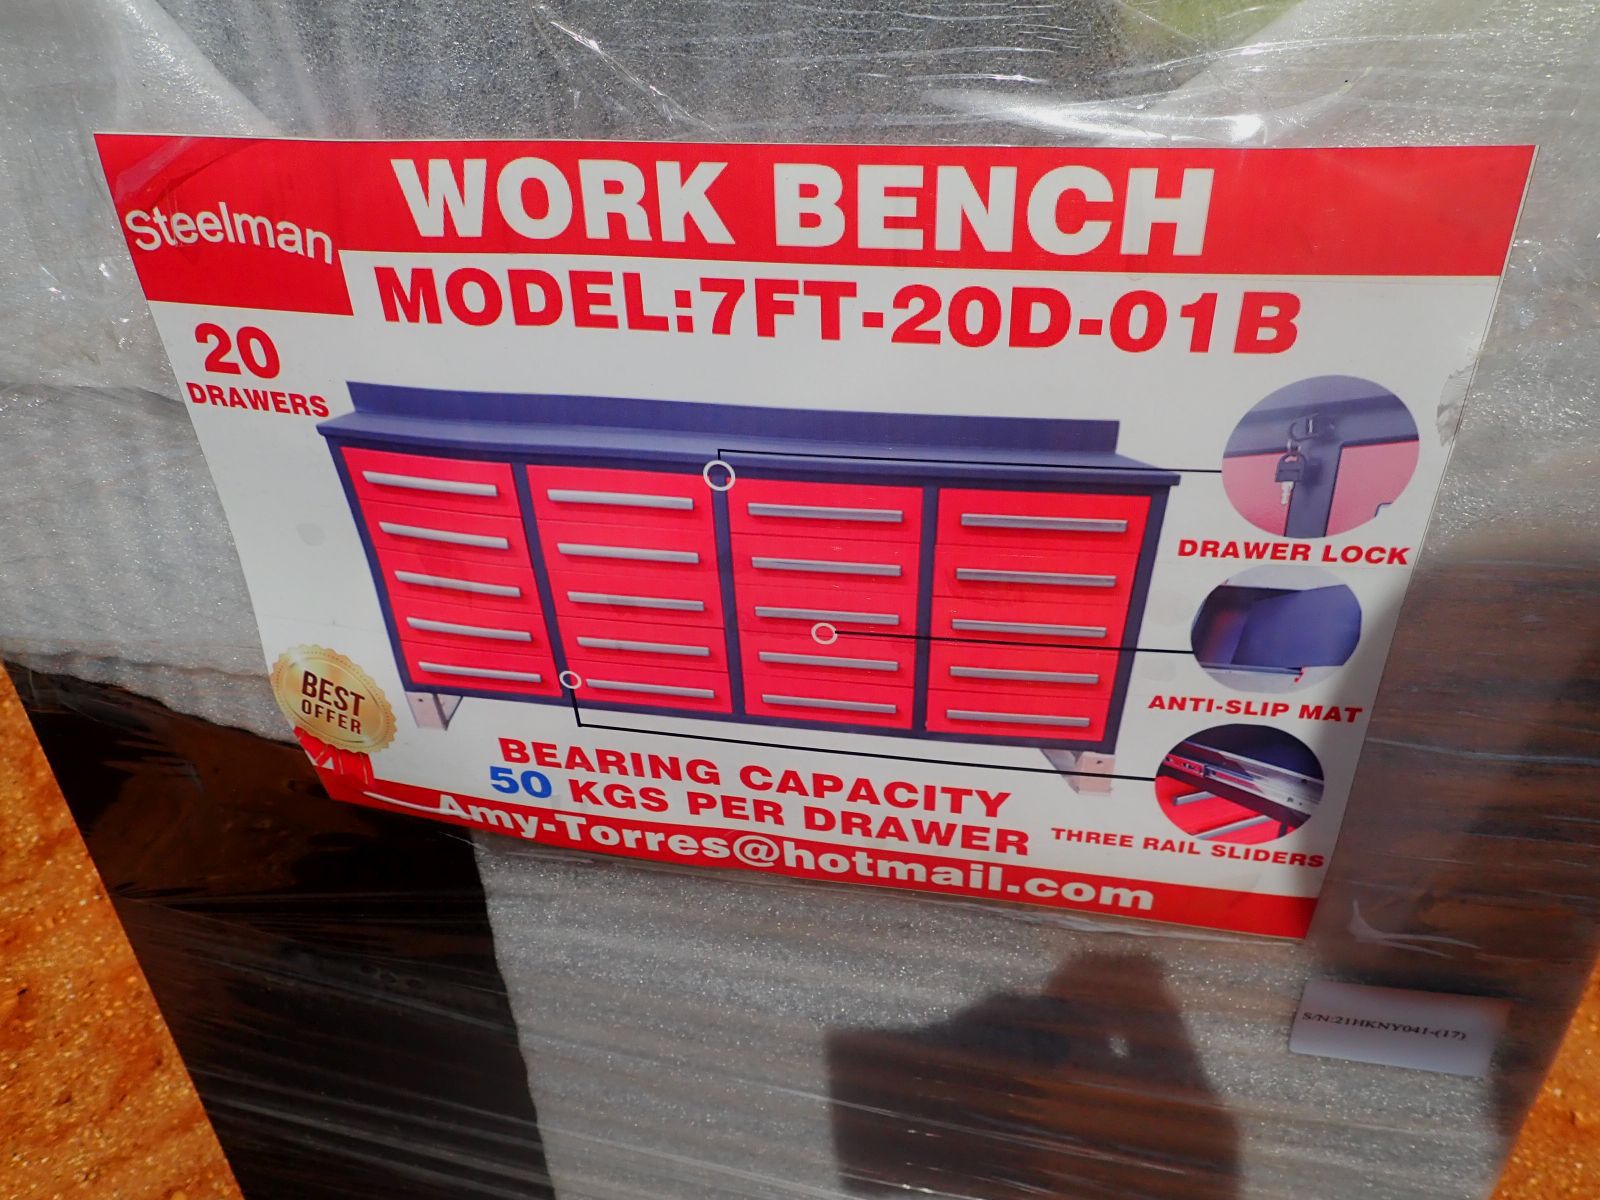 Steelman
WORK BENCH
MODEL:7FT-20D-01B
20
DRAWERS
DRAWER LOCK
ANTI-SLIP MAT
BEST
OFFER
BEARING CAPACITY
50 KGS PER DRAWER
THREE RAIL SLIDERS
Amy-Torres@hotmail.com
S/N:21HKNY041-(17)